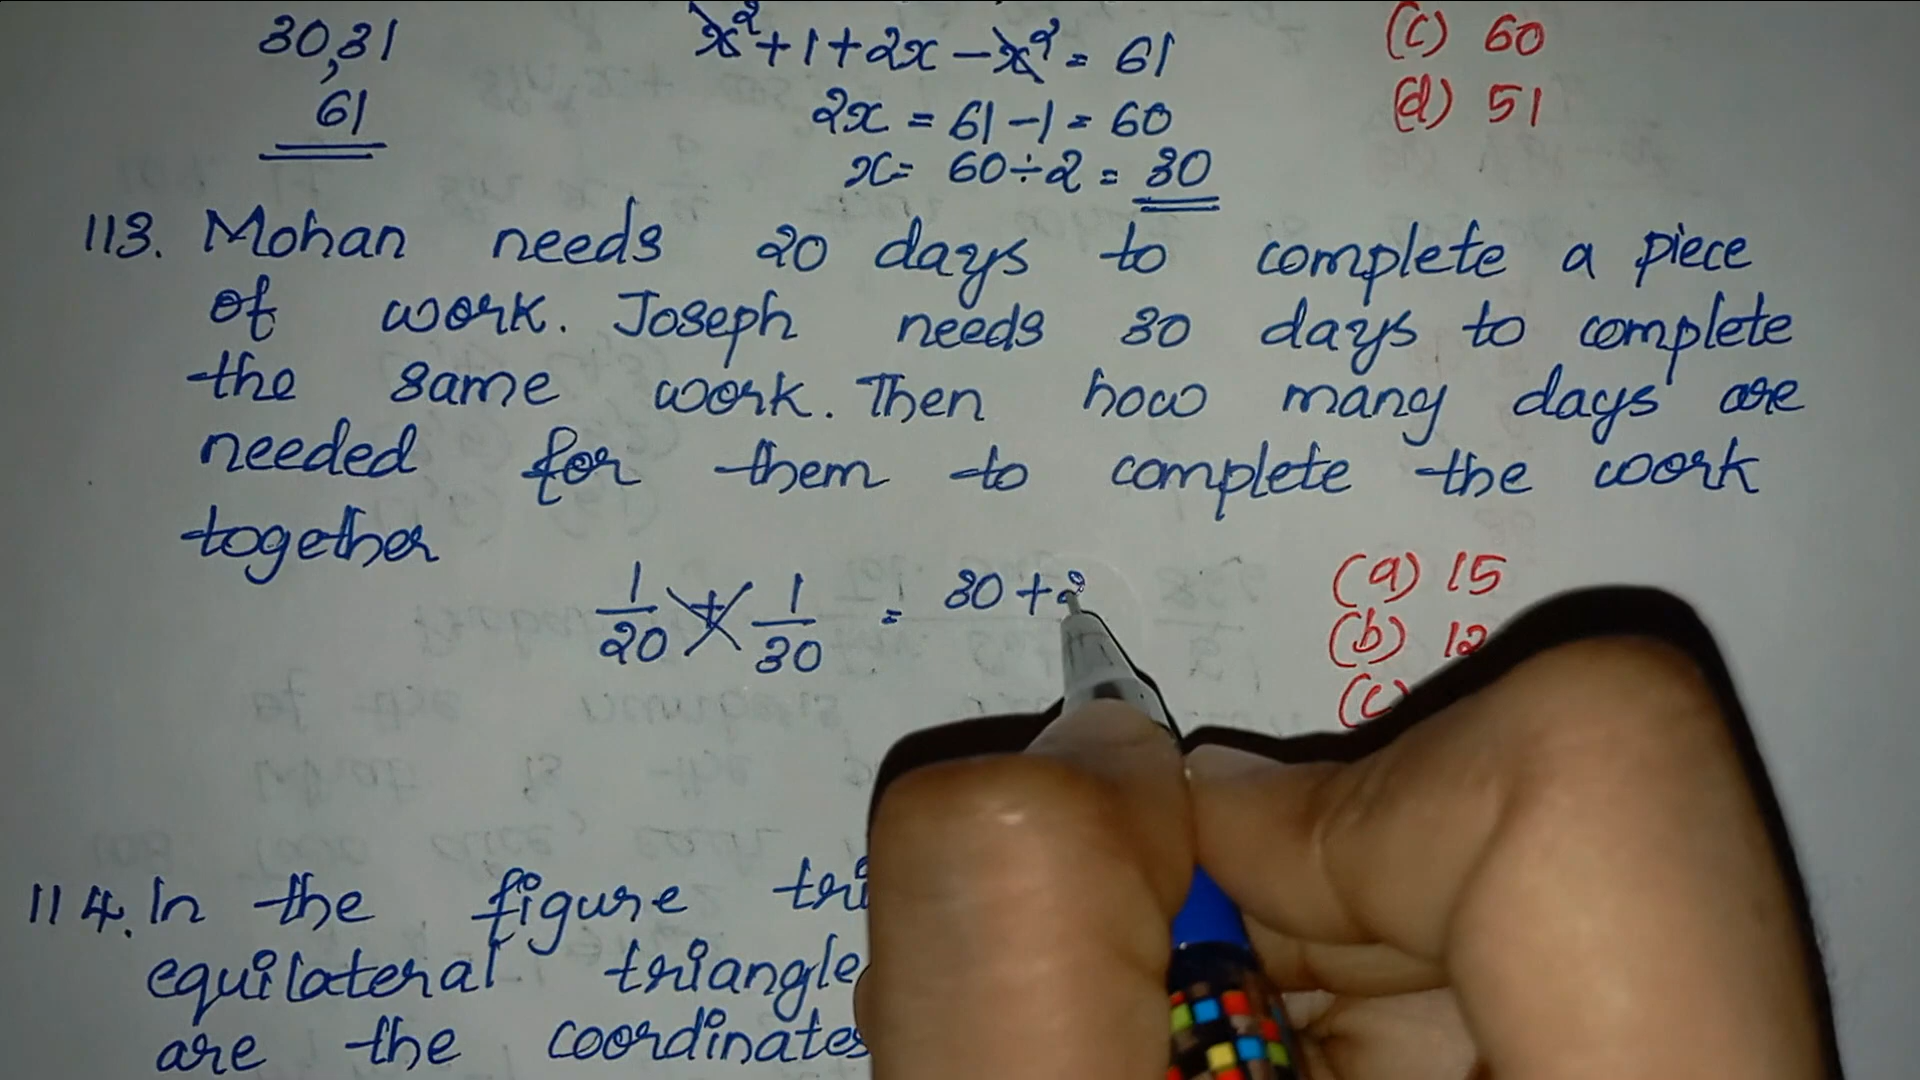 30,31
61
x² + 1 + 2x - x² = 61
2x = 61 - 1 = 60
x = 60 ÷ 2 = 30
(c) 60
(d) 51
113. Mohan needs 20 days to complete a piece
of work. Joseph needs 30 days to complete
the same work. Then how many days are
needed for them to complete the work
together
1/20 + 1/30 = 30 + 2
(a) 15
(b) 12
(c)
114. In the figure tri
equilateral triangle
are the coordinates